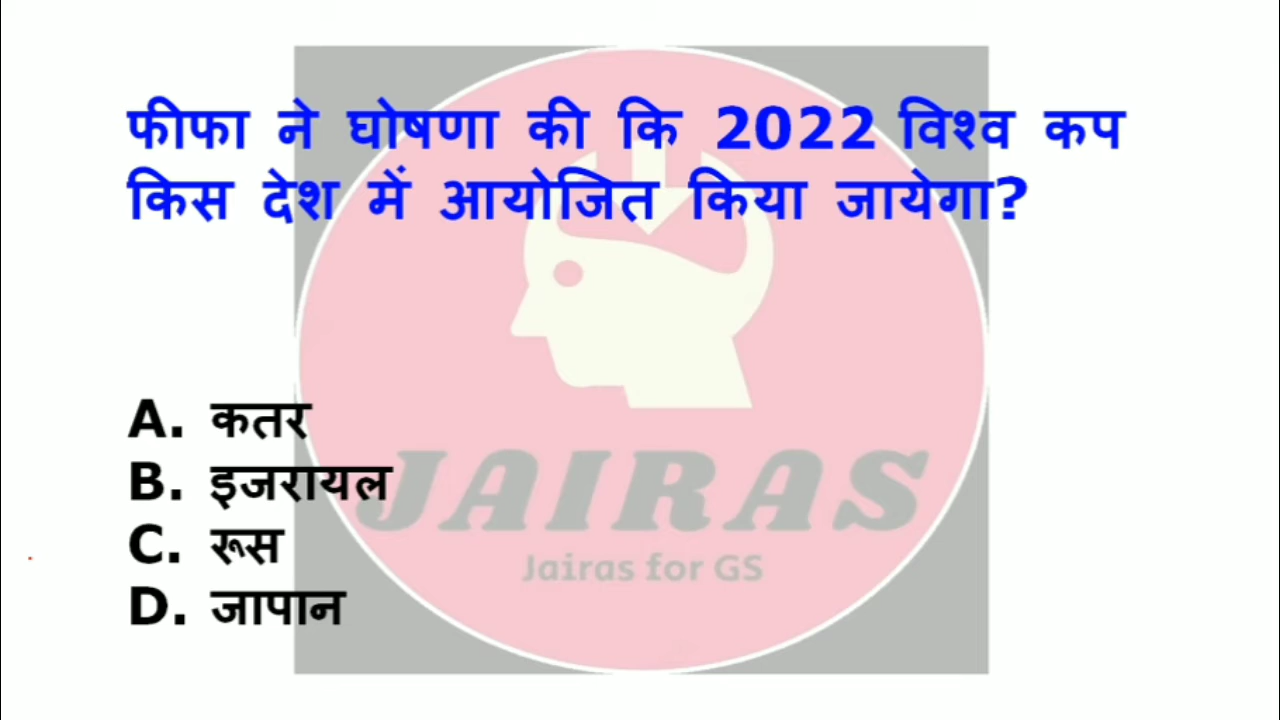 फीफा ने घोषणा की कि 2022 विश्व कप
किस देश में आयोजित किया जायेगा?
A. कतर
B. इजरायल
C. रूस
D. जापान
JAIRAS
Jairas for GS